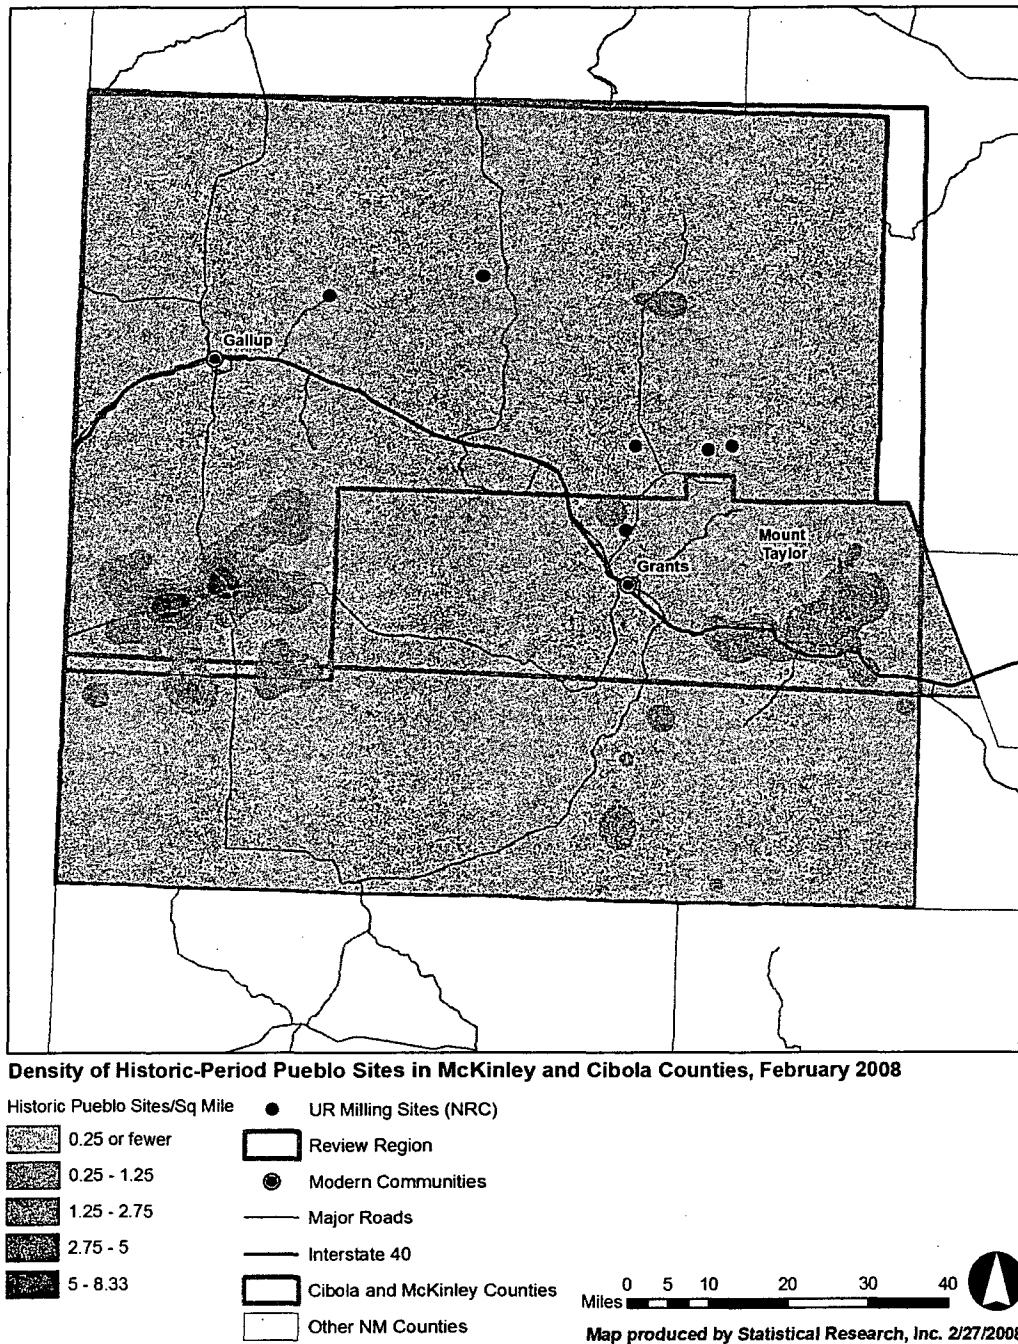 Gallup
Mount
Taylor
Grants
Density of Historic-Period Pueblo Sites in McKinley and Cibola Counties, February 2008
Historic Pueblo Sites/Sq Mile
0.25 or fewer
0.25 - 1.25
1.25 - 2.75
2.75 - 5
5 - 8.33
UR Milling Sites (NRC)
Review Region
Modern Communities
Major Roads
Interstate 40
Cibola and McKinley Counties
Other NM Counties
0 5 10 20 30 40
Miles
Map produced by Statistical Research, Inc. 2/27/2008